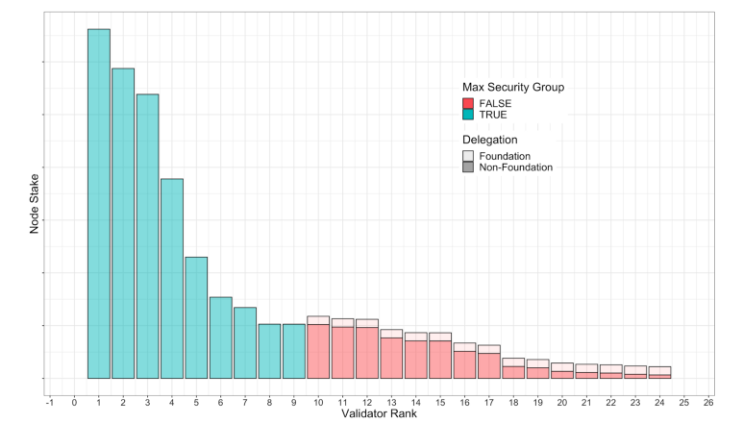 Max Security Group
FALSE
TRUE
Delegation
Foundation
Non-Foundation
Node Stake
-1 0 1 2 3 4 5 6 7 8 9 10 11 12 13 14 15 16 17 18 19 20 21 22 23 24 25 26
Validator Rank